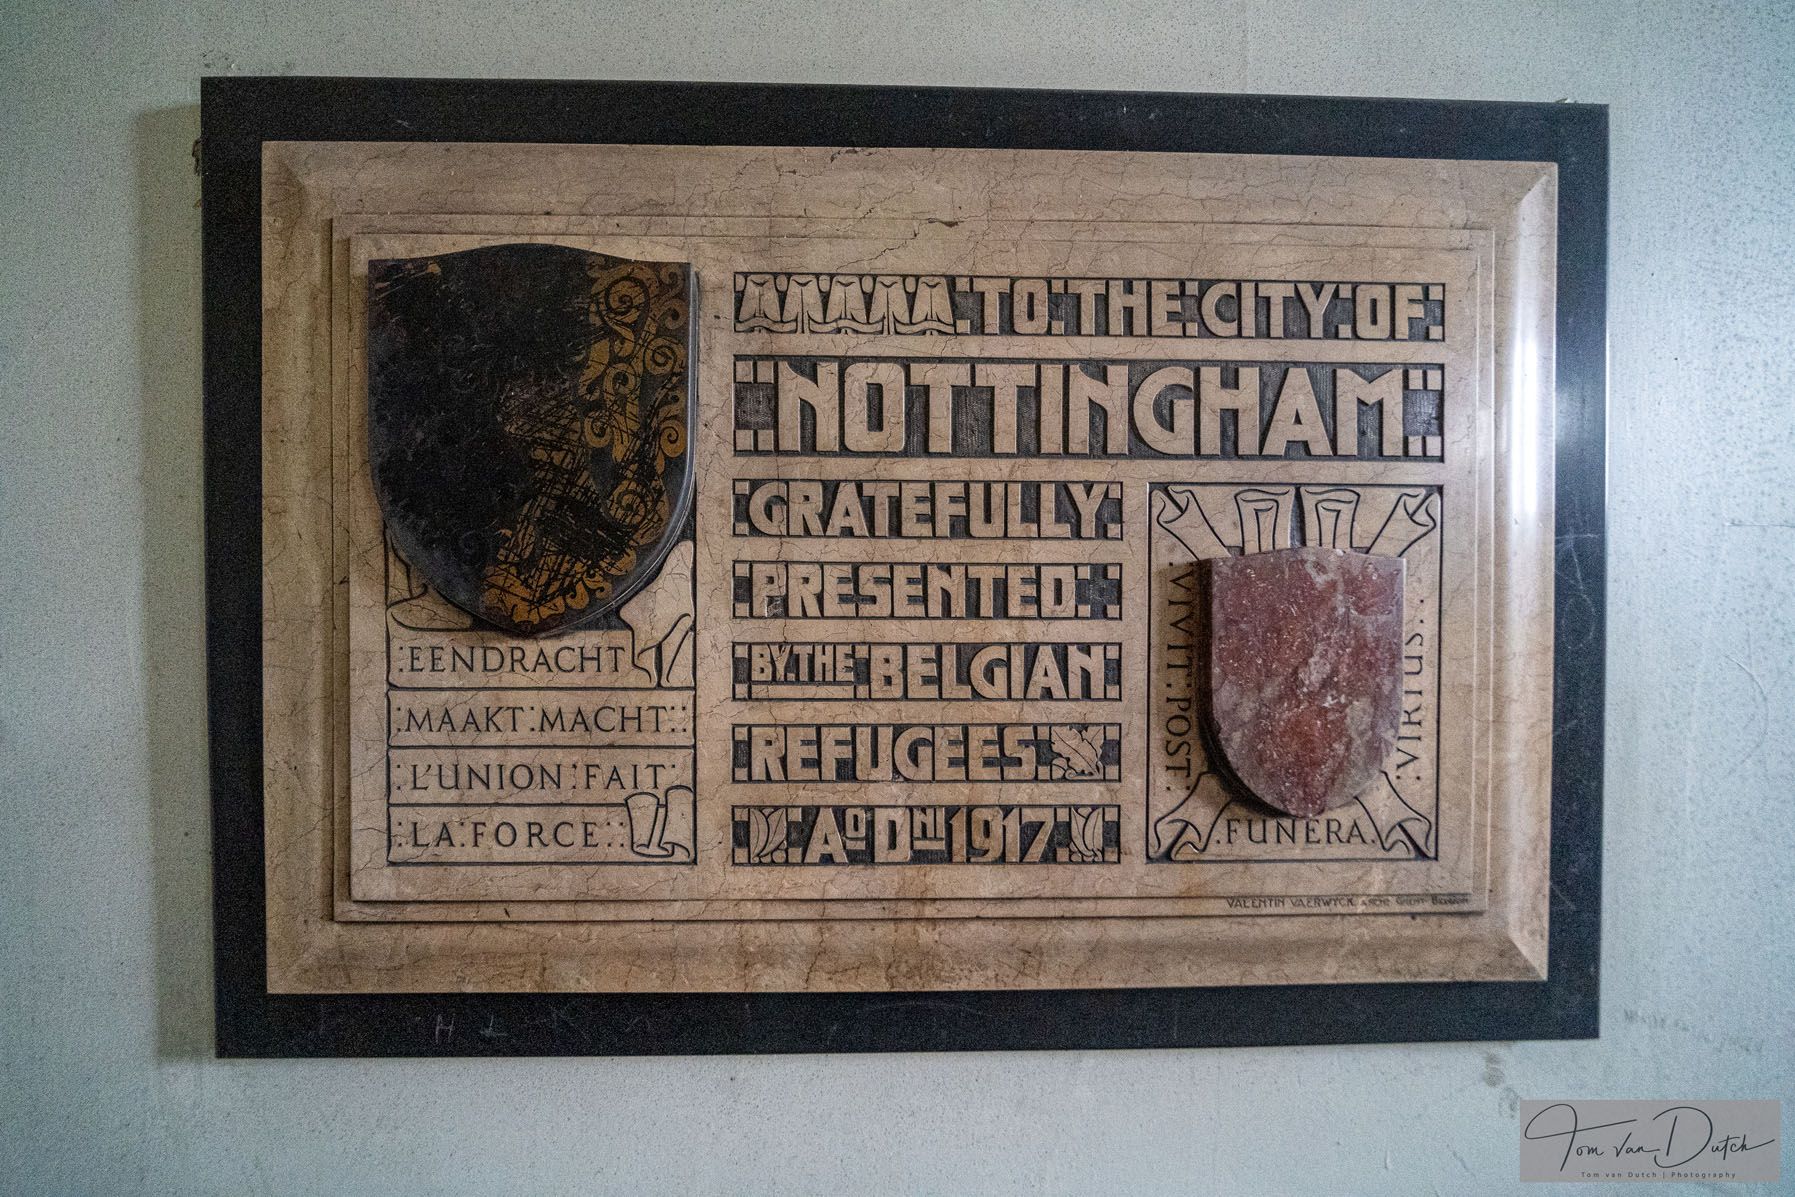 :EENDRACHT
:MAAKT:MACHT::
:L'UNION:FAIT:
:LA:FORCE::
:TO:THE:CITY:OF:
::NOTTINGHAM::
:GRATEFULLY:
:PRESENTED:
:BY:THE:BELGIAN:
:REFUGEES:
:Aº DNI 1917:
:VIVIT:POST:
:FUNERA:
:VIRTUS:
VALENTIN VAERWYCK
Tom van Dutch
Tom van Dutch | Photography